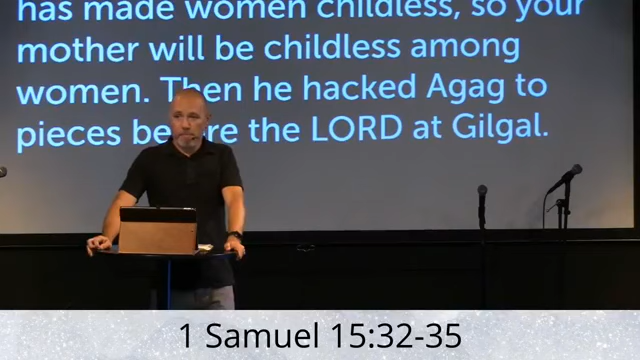 has made women childless, so your
mother will be childless among
women. Then he hacked Agag to
pieces before the LORD at Gilgal.
1 Samuel 15:32-35